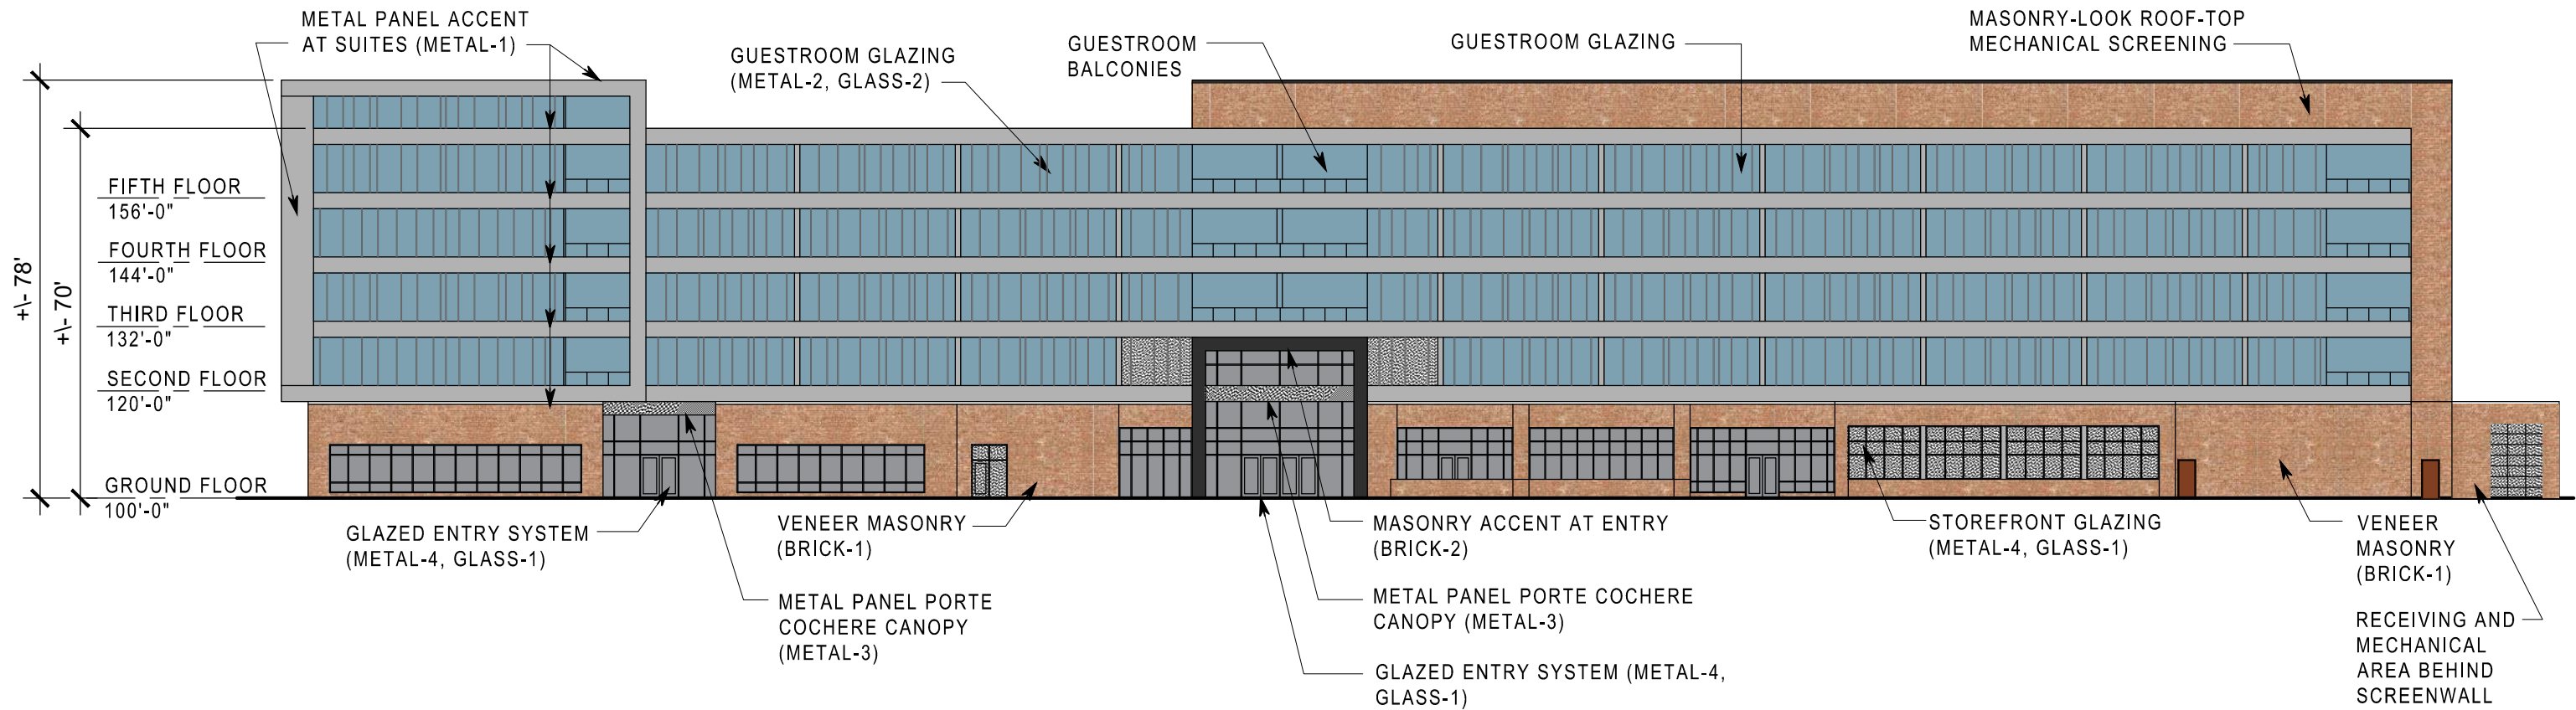 METAL PANEL ACCENT
AT SUITES (METAL-1)
GUESTROOM GLAZING
(METAL-2, GLASS-2)
GUESTROOM
BALCONIES
GUESTROOM GLAZING
MASONRY-LOOK ROOF-TOP
MECHANICAL SCREENING
+\- 78'
+\- 70'
FIFTH FLOOR
156'-0"
FOURTH FLOOR
144'-0"
THIRD FLOOR
132'-0"
SECOND FLOOR
120'-0"
GROUND FLOOR
100'-0"
GLAZED ENTRY SYSTEM
(METAL-4, GLASS-1)
VENEER MASONRY
(BRICK-1)
METAL PANEL PORTE
COCHERE CANOPY
(METAL-3)
MASONRY ACCENT AT ENTRY
(BRICK-2)
METAL PANEL PORTE COCHERE
CANOPY (METAL-3)
GLAZED ENTRY SYSTEM (METAL-4,
GLASS-1)
STOREFRONT GLAZING
(METAL-4, GLASS-1)
VENEER
MASONRY
(BRICK-1)
RECEIVING AND
MECHANICAL
AREA BEHIND
SCREENWALL